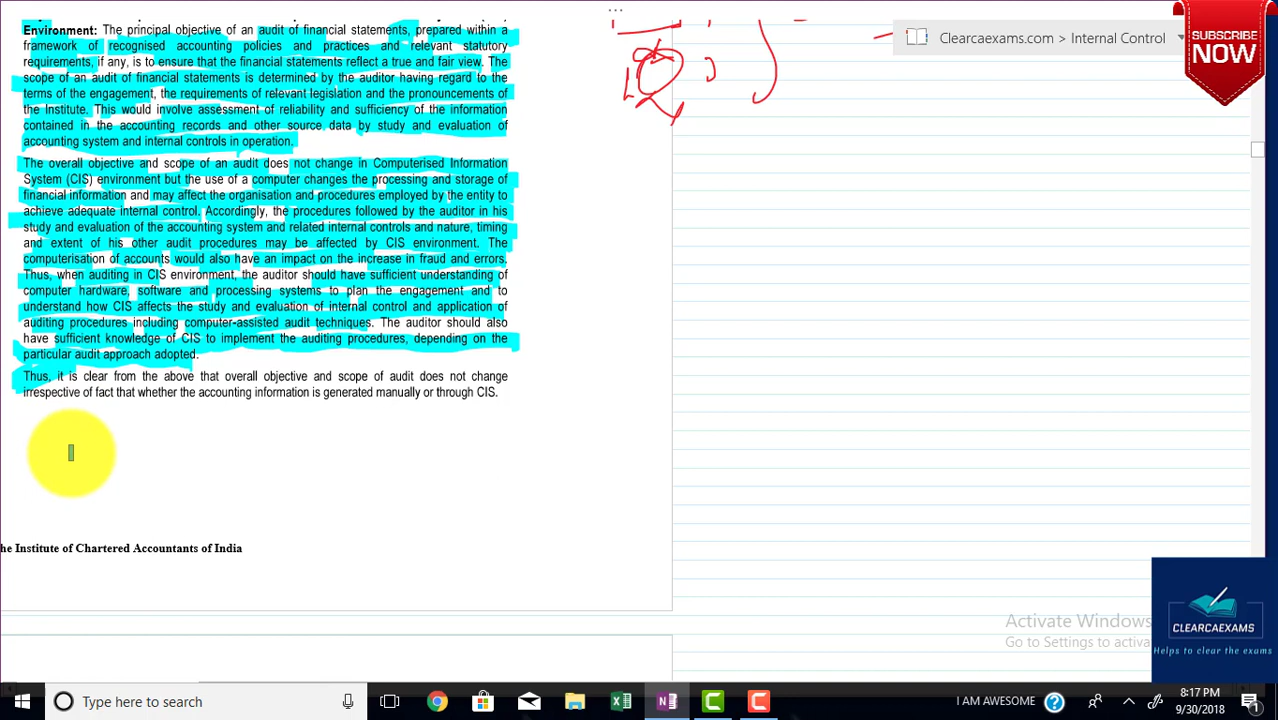 Environment: The principal objective of an audit of financial statements, prepared within a
framework of recognised accounting policies and practices and relevant statutory
requirements, if any, is to ensure that the financial statements reflect a true and fair view. The
scope of an audit of financial statements is determined by the auditor having regard to the
terms of the engagement, the requirements of relevant legislation and the pronouncements of
the Institute. This would involve assessment of reliability and sufficiency of the information
contained in the accounting records and other source data by study and evaluation of
accounting system and internal controls in operation.
The overall objective and scope of an audit does not change in Computerised Information
System (CIS) environment but the use of a computer changes the processing and storage of
financial information and may affect the organisation and procedures employed by the entity to
achieve adequate internal control. Accordingly, the procedures followed by the auditor in his
study and evaluation of the accounting system and related internal controls and nature, timing
and extent of his other audit procedures may be affected by CIS environment. The
computerisation of accounts would also have an impact on the increase in fraud and errors.
Thus, when auditing in CIS environment, the auditor should have sufficient understanding of
computer hardware, software and processing systems to plan the engagement and to
understand how CIS affects the study and evaluation of internal control and application of
auditing procedures including computer-assisted audit techniques. The auditor should also
have sufficient knowledge of CIS to implement the auditing procedures, depending on the
particular audit approach adopted.
Thus, it is clear from the above that overall objective and scope of audit does not change
irrespective of fact that whether the accounting information is generated manually or through CIS.
he Institute of Chartered Accountants of India
Clearcaexams.com > Internal Control
SUBSCRIBE
NOW
Activate Windows
Go to Settings to activa
CLEARCAEXAMS
Helps to clear the exams
Type here to search
I AM AWESOME
8:17 PM
9/30/2018